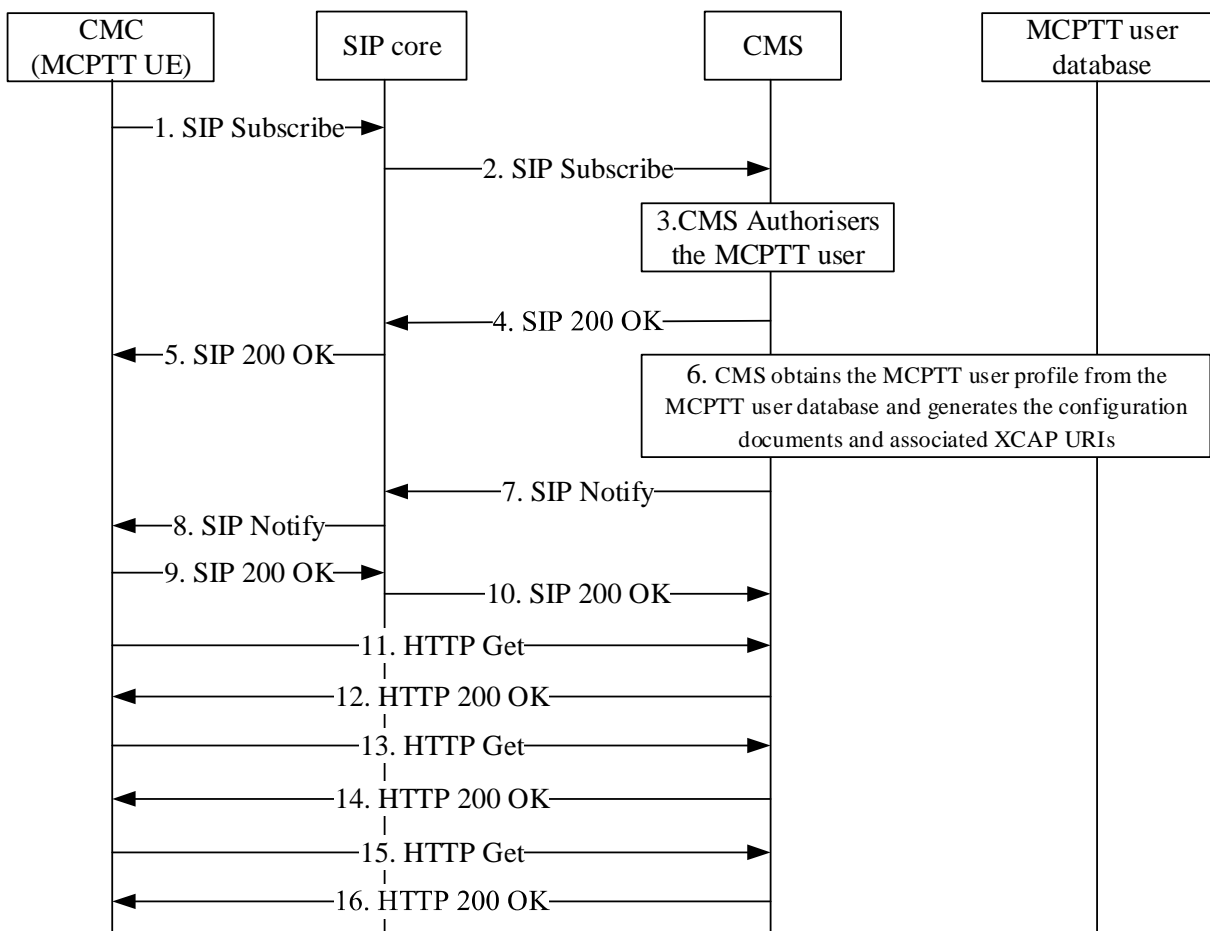 CMC
(MCPTT UE)
SIP core
CMS
MCPTT user
database
1. SIP Subscribe
2. SIP Subscribe
3.CMS Authorisers
the MCPTT user
4. SIP 200 OK
5. SIP 200 OK
6. CMS obtains the MCPTT user profile from the
MCPTT user database and generates the configuration
documents and associated XCAP URIs
7. SIP Notify
8. SIP Notify
9. SIP 200 OK
10. SIP 200 OK
11. HTTP Get
12. HTTP 200 OK
13. HTTP Get
14. HTTP 200 OK
15. HTTP Get
16. HTTP 200 OK